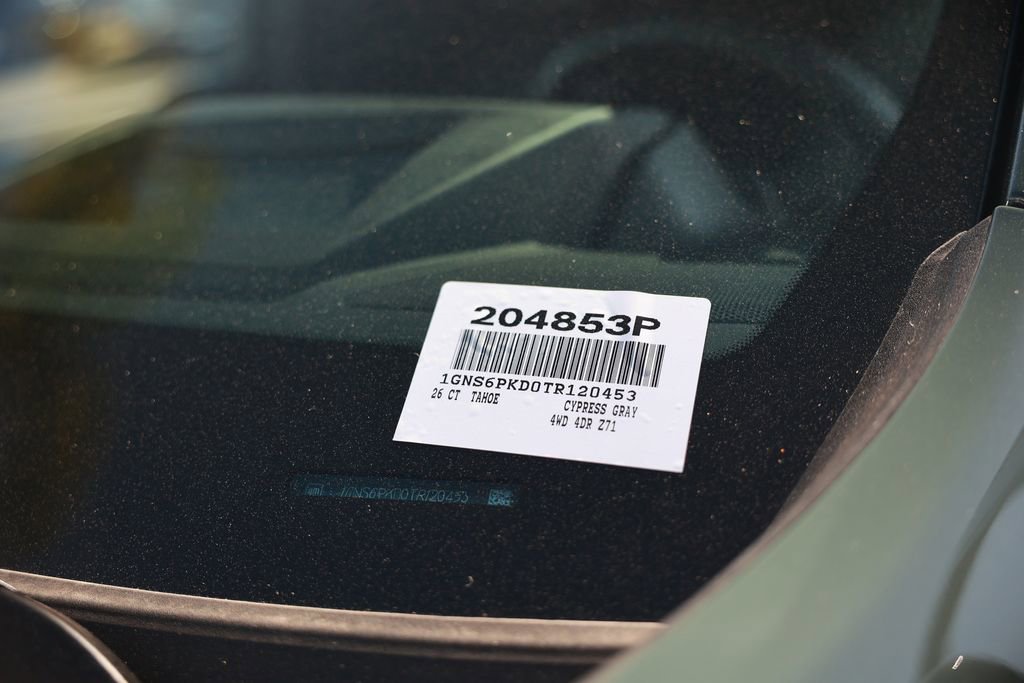 204853P
1GNS6PKD0TR120453
26 CT TAHOE
CYPRESS GRAY
4WD 4DR Z71